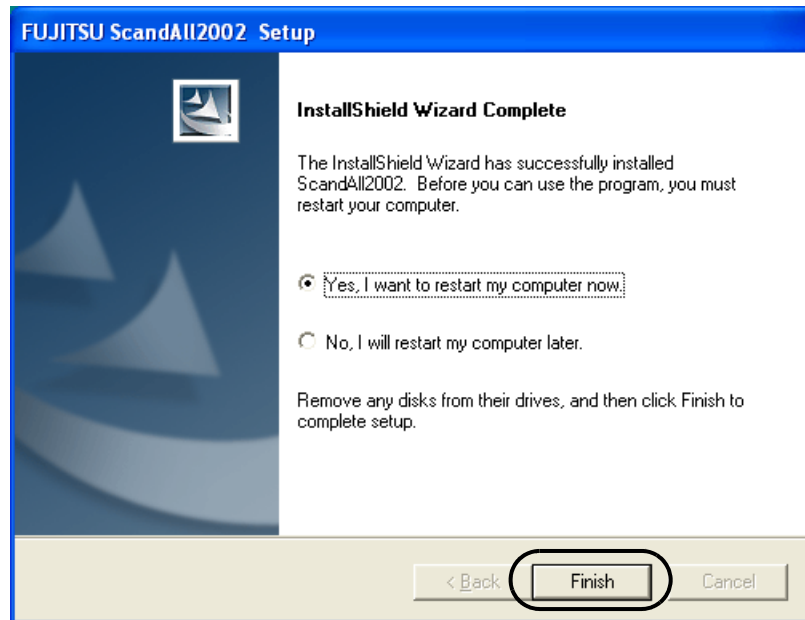 FUJITSU ScandAll2002 Setup
InstallShield Wizard Complete
The InstallShield Wizard has successfully installed
ScandAll2002. Before you can use the program, you must
restart your computer.
Yes, I want to restart my computer now.
No, I will restart my computer later.
Remove any disks from their drives, and then click Finish to
complete setup.
< Back Finish Cancel